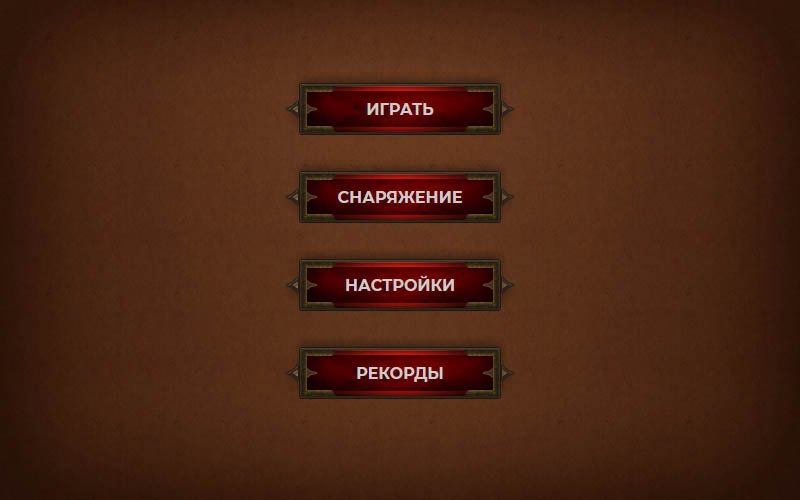 ИГРАТЬ
СНАРЯЖЕНИЕ
НАСТРОЙКИ
РЕКОРДЫ